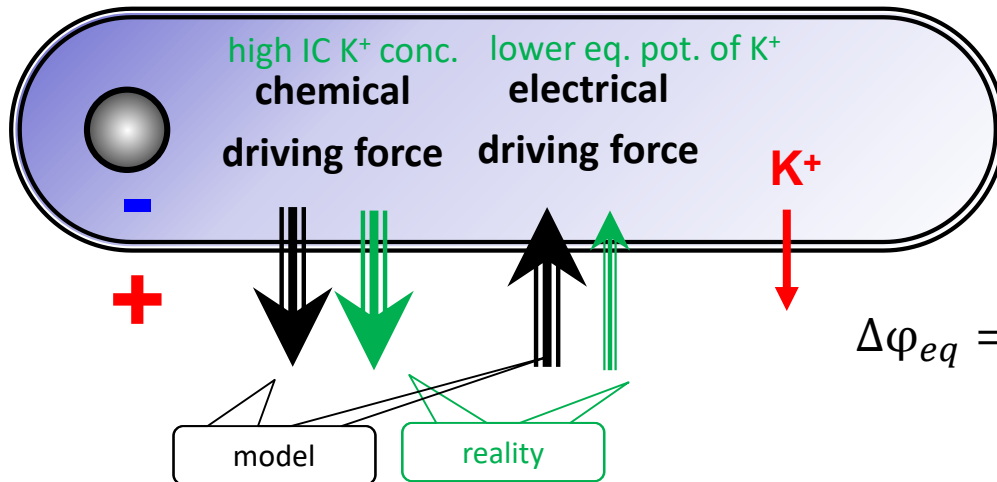 high IC K⁺ conc.
lower eq. pot. of K⁺
chemical
electrical
driving force
driving force
K⁺
-
+
Δφ_eq =
model
reality